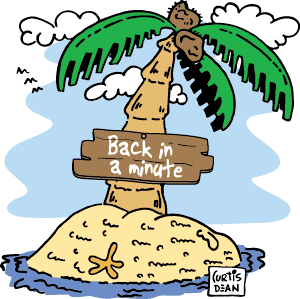 Back in
a minute
CURTIS
DEAN